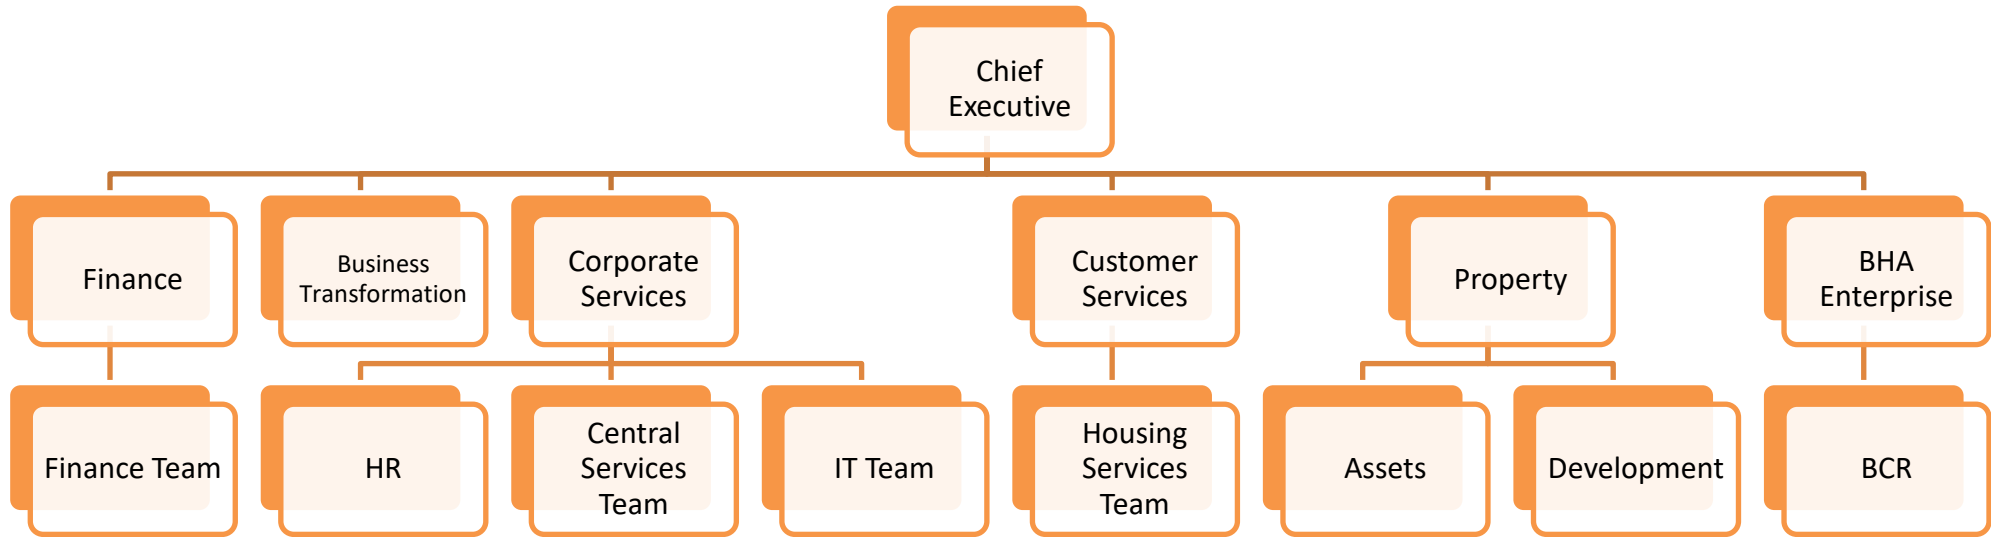 Chief
Executive
Finance
Business
Transformation
Corporate
Services
Customer
Services
Property
BHA
Enterprise
Finance Team
HR
Central
Services
Team
IT Team
Housing
Services
Team
Assets
Development
BCR